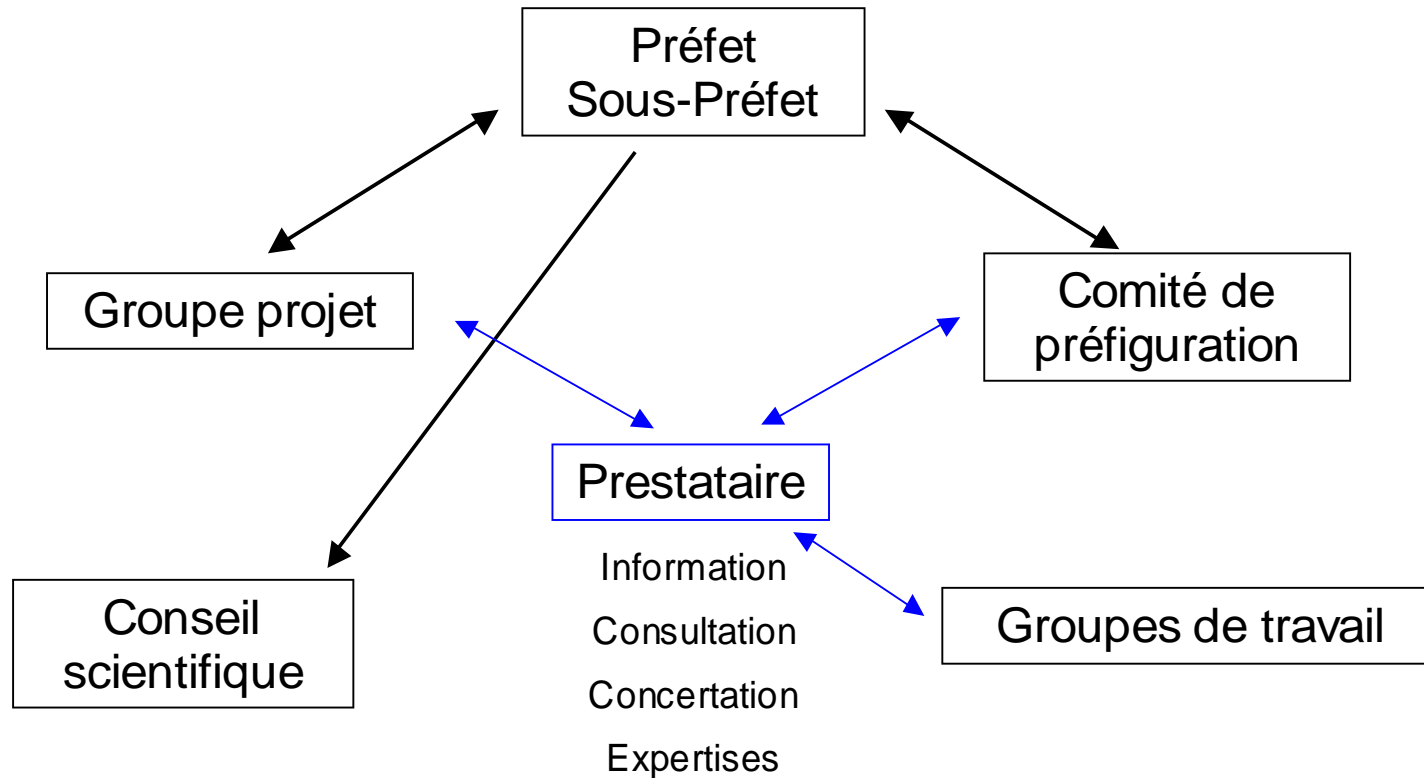 Préfet
Sous-Préfet
Groupe projet
Comité de
préfiguration
Prestataire
Information
Consultation
Concertation
Expertises
Conseil
scientifique
Groupes de travail